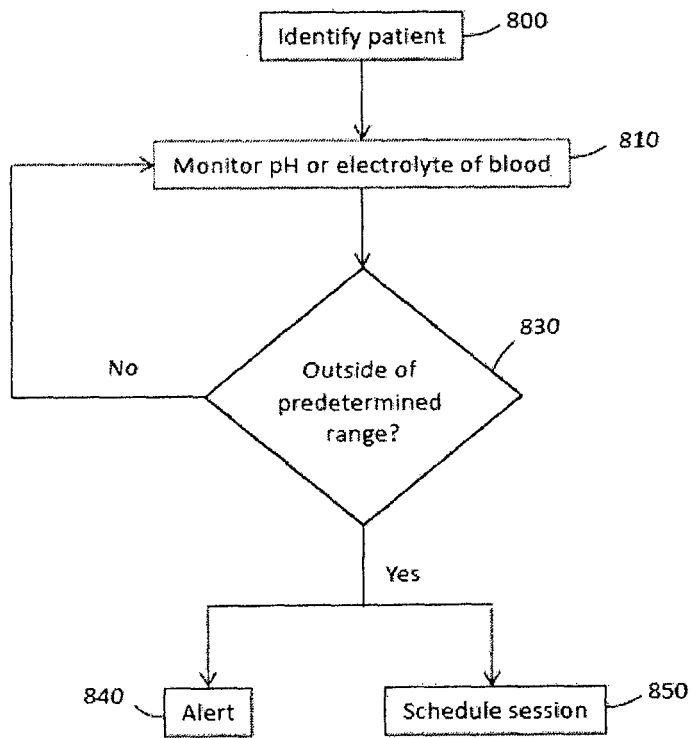 Identify patient
800
Monitor pH or electrolyte of blood
810
830
Outside of
predetermined
range?
No
Yes
840
Alert
Schedule session
850